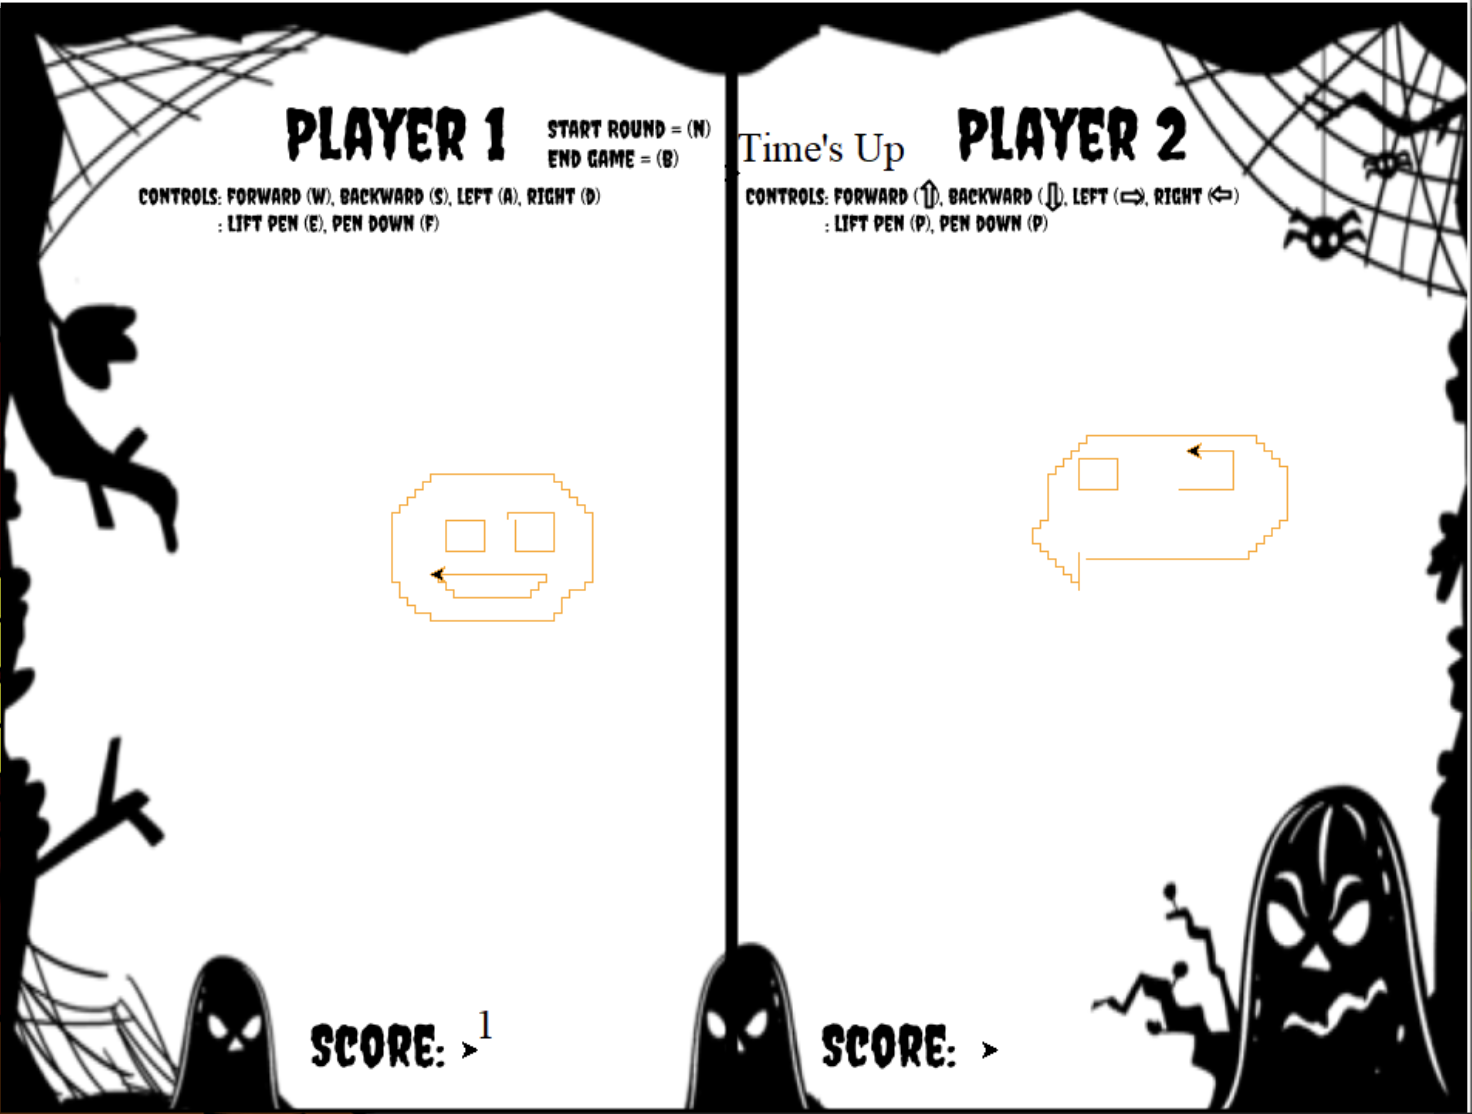 PLAYER 1
START ROUND = (N)
END GAME = (B)
CONTROLS: FORWARD (W), BACKWARD (S), LEFT (A), RIGHT (D)
: LIFT PEN (E), PEN DOWN (F)
Time's Up
PLAYER 2
CONTROLS: FORWARD (⇧), BACKWARD (⇩), LEFT (⇨), RIGHT (⇦)
: LIFT PEN (P), PEN DOWN (P)
SCORE: 1
SCORE: